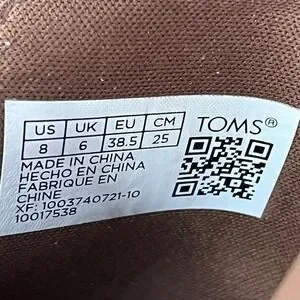 US UK EU CM TOMS®
8 6 38.5 25
MADE IN CHINA
HECHO EN CHINA
FABRIQUE EN
CHINE
XF: 1003740721-10
10017538